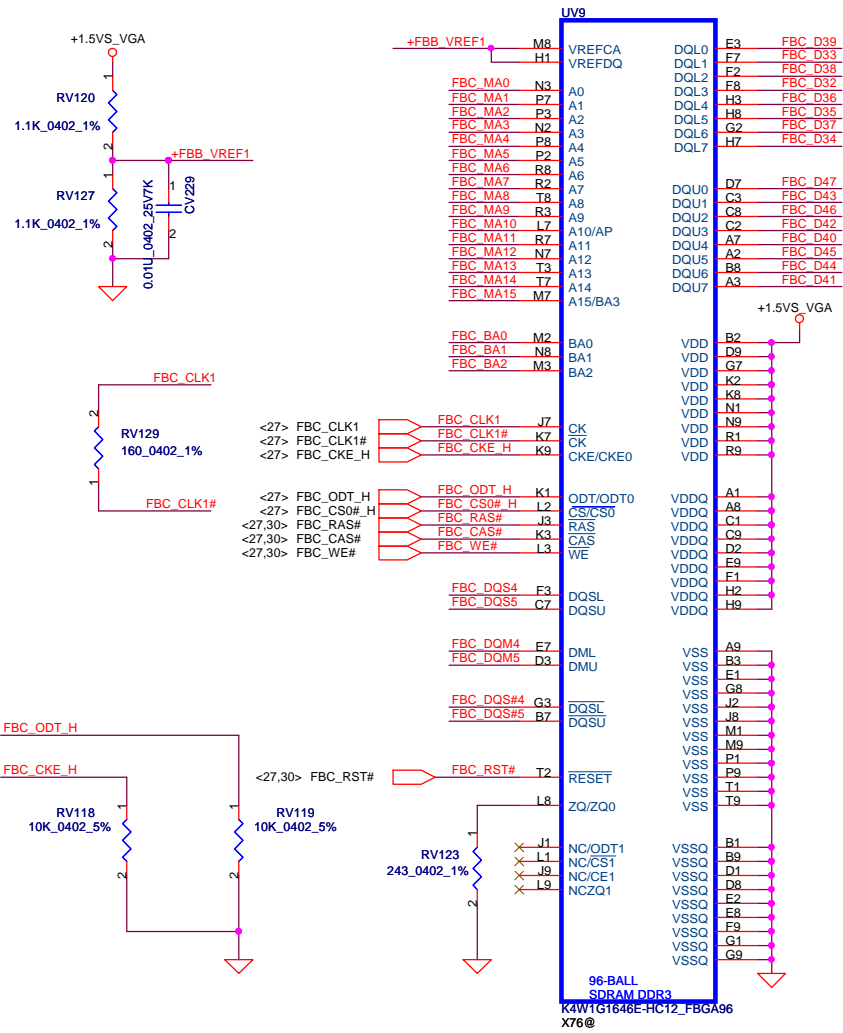 UV9
+1.5VS_VGA
1
RV120
1.1K_0402_1%
2
+FBB_VREF1
1
RV127
1.1K_0402_1%
2
1
2
0.01U_0402_25V7K
CV229
+FBB_VREF1 M8 VREFCA
H1 VREFDQ
FBC_MA0 N3 A0
FBC_MA1 P7 A1
FBC_MA2 P3 A2
FBC_MA3 N2 A3
FBC_MA4 P8 A4
FBC_MA5 P2 A5
FBC_MA6 R8 A6
FBC_MA7 R2 A7
FBC_MA8 T8 A8
FBC_MA9 R3 A9
FBC_MA10 L7 A10/AP
FBC_MA11 R7 A11
FBC_MA12 N7 A12
FBC_MA13 T3 A13
FBC_MA14 T7 A14
FBC_MA15 M7 A15/BA3
FBC_BA0 M2 BA0
FBC_BA1 N8 BA1
FBC_BA2 M3 BA2
DQL0 E3 FBC_D39
DQL1 F7 FBC_D33
DQL2 F2 FBC_D38
DQL3 F8 FBC_D32
DQL4 H3 FBC_D36
DQL5 H8 FBC_D35
DQL6 G2 FBC_D37
DQL7 H7 FBC_D34
DQU0 D7 FBC_D47
DQU1 C3 FBC_D43
DQU2 C8 FBC_D46
DQU3 C2 FBC_D42
DQU4 A7 FBC_D40
DQU5 A2 FBC_D45
DQU6 B8 FBC_D44
DQU7 A3 FBC_D41
+1.5VS_VGA
VDD B2
VDD D9
VDD G7
VDD K2
VDD K8
VDD N1
VDD N9
VDD R1
VDD R9
FBC_CLK1
2
RV129
160_0402_1%
1
FBC_CLK1#
<27> FBC_CLK1 FBC_CLK1 J7 CK
<27> FBC_CLK1# FBC_CLK1# K7 CK
<27> FBC_CKE_H FBC_CKE_H K9 CKE/CKE0
<27> FBC_ODT_H FBC_ODT_H K1 ODT/ODT0
<27> FBC_CS0#_H FBC_CS0#_H L2 CS/CS0
<27,30> FBC_RAS# FBC_RAS# J3 RAS
<27,30> FBC_CAS# FBC_CAS# K3 CAS
<27,30> FBC_WE# FBC_WE# L3 WE
VDDQ A1
VDDQ A8
VDDQ C1
VDDQ C9
VDDQ D2
VDDQ E9
VDDQ F1
VDDQ H2
VDDQ H9
FBC_DQS4 F3 DQSL
FBC_DQS5 C7 DQSU
FBC_DQM4 E7 DML
FBC_DQM5 D3 DMU
FBC_DQS#4 G3 DQSL
FBC_DQS#5 B7 DQSU
VSS A9
VSS B3
VSS E1
VSS G8
VSS J2
VSS J8
VSS M1
VSS M9
VSS P1
VSS P9
VSS T1
VSS T9
<27,30> FBC_RST# FBC_RST# T2 RESET
L8 ZQ/ZQ0
FBC_ODT_H
FBC_CKE_H
1
RV118
10K_0402_5%
2
1
RV119
10K_0402_5%
2
1
RV123
243_0402_1%
2
J1 NC/ODT1
L1 NC/CS1
J9 NC/CE1
L9 NCZQ1
VSSQ B1
VSSQ B9
VSSQ D1
VSSQ D8
VSSQ E2
VSSQ E8
VSSQ F9
VSSQ G1
VSSQ G9
96-BALL
SDRAM DDR3
K4W1G1646E-HC12_FBGA96
X76@